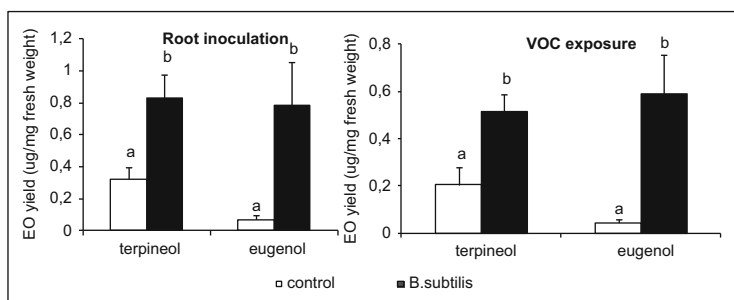 Root inoculation
EO yield (ug/mg fresh weight)
1,2
1
0,8
0,6
0,4
0,2
0
a
b
a
b
terpineol
eugenol
VOC exposure
EO yield (ug/mg fresh weight)
0,8
0,6
0,4
0,2
0
a
b
a
b
terpineol
eugenol
control
B.subtilis